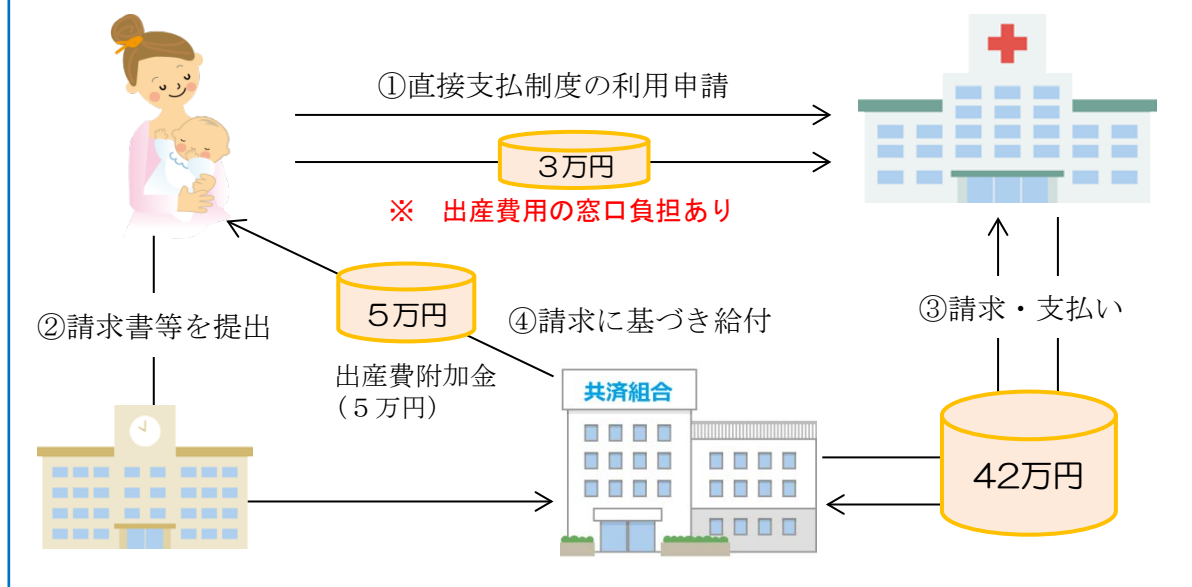 ①直接支払制度の利用申請
３万円
※　出産費用の窓口負担あり
５万円
④請求に基づき給付
③請求・支払い
②請求書等を提出
出産費附加金
（５万円）
共済組合
42万円